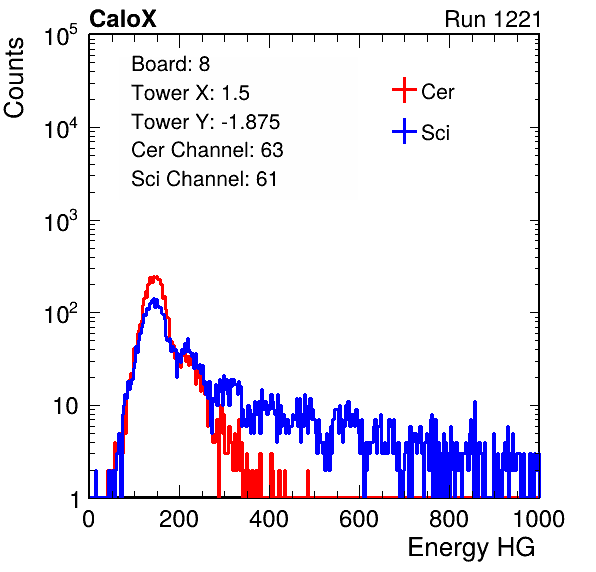 CaloX Run 1221
Counts
Board: 8
Tower X: 1.5
Tower Y: -1.875
Cer Channel: 63
Sci Channel: 61
Cer
Sci
10^5
10^4
10^3
10^2
10
1
0 200 400 600 800 1000
Energy HG